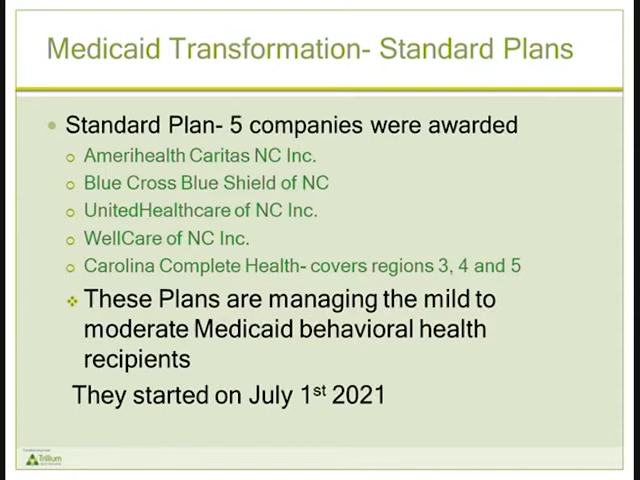 Medicaid Transformation- Standard Plans
Standard Plan- 5 companies were awarded
Amerihealth Caritas NC Inc.
Blue Cross Blue Shield of NC
UnitedHealthcare of NC Inc.
WellCare of NC Inc.
Carolina Complete Health- covers regions 3, 4 and 5
These Plans are managing the mild to
moderate Medicaid behavioral health
recipients
They started on July 1st 2021
Trillium